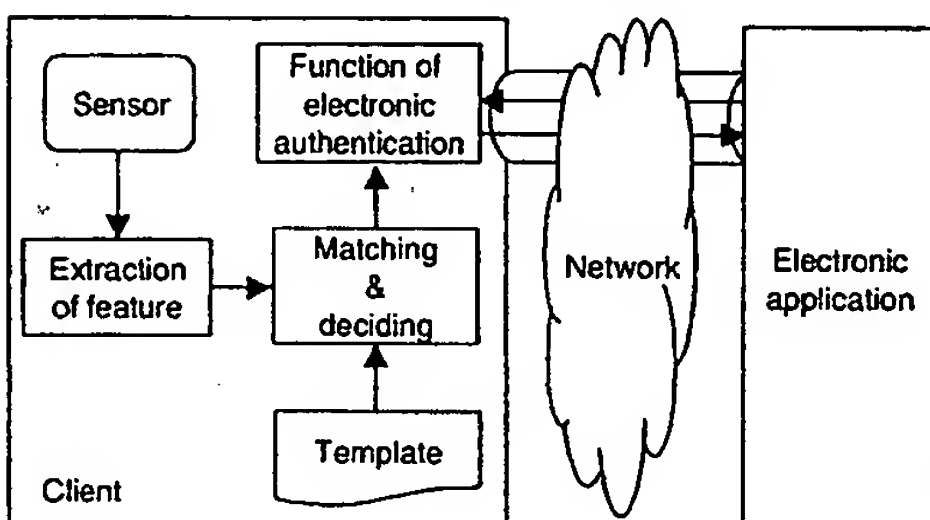 Sensor
Function of
electronic
authentication
Extraction
of feature
Matching
&
deciding
Template
Client
Network
Electronic
application